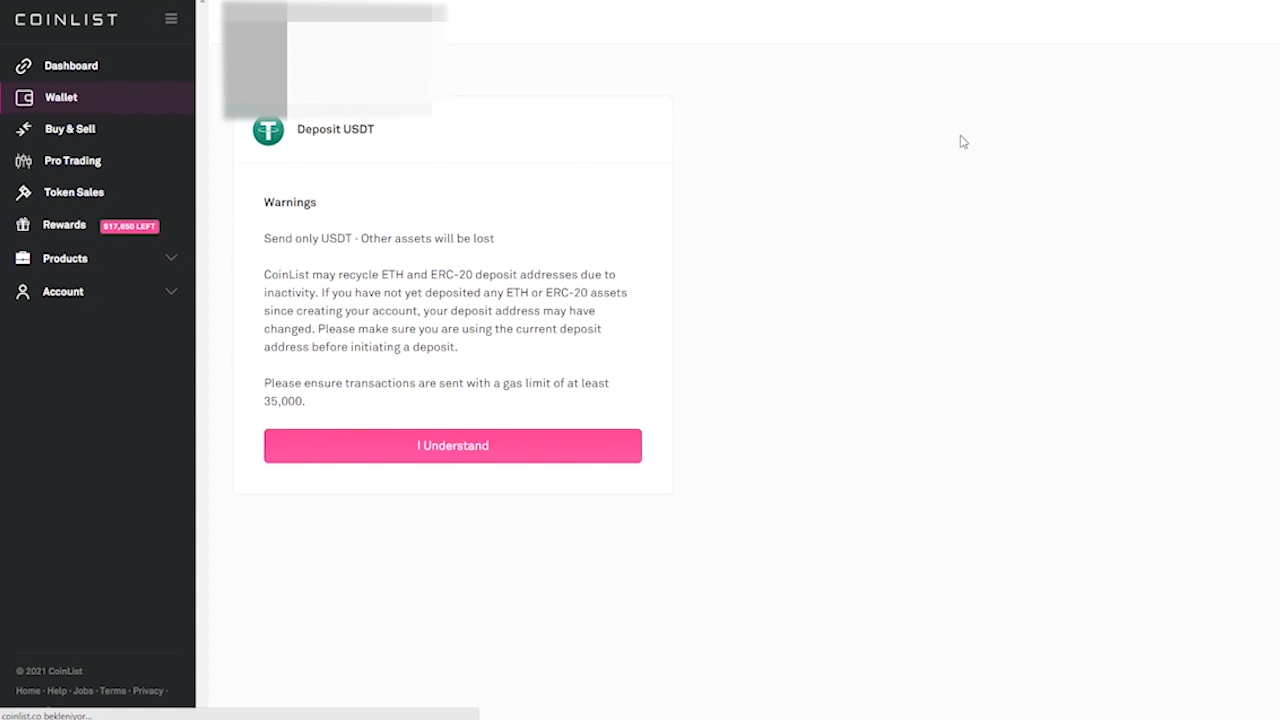 COINLIST
Dashboard
Wallet
Buy & Sell
Pro Trading
Token Sales
Rewards $17,850 LEFT
Products
Account
© 2021 CoinList
Home · Help · Jobs · Terms · Privacy ·
coinlist.co bekleniyor...
Deposit USDT
Warnings
Send only USDT · Other assets will be lost
CoinList may recycle ETH and ERC-20 deposit addresses due to
inactivity. If you have not yet deposited any ETH or ERC-20 assets
since creating your account, your deposit address may have
changed. Please make sure you are using the current deposit
address before initiating a deposit.
Please ensure transactions are sent with a gas limit of at least
35,000.
I Understand